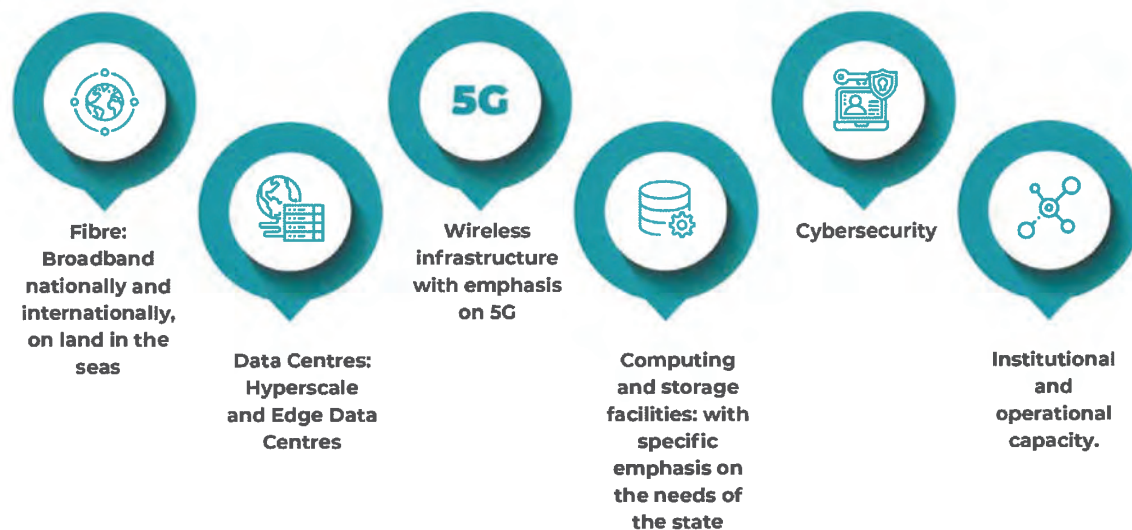 Fibre:
Broadband
nationally and
internationally,
on land in the
seas
Data Centres:
Hyperscale
and Edge Data
Centres
5G
Wireless
infrastructure
with emphasis
on 5G
Computing
and storage
facilities: with
specific
emphasis on
the needs of
the state
Cybersecurity
Institutional
and
operational
capacity.